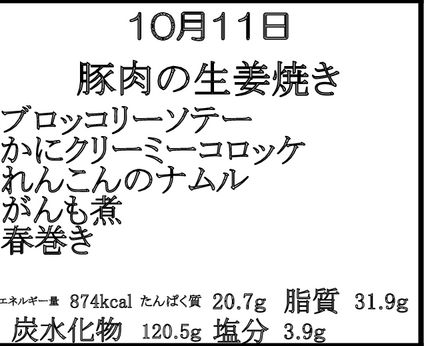 10月11日
豚肉の生姜焼き
ブロッコリーソテー
かにクリーミーコロッケ
れんこんのナムル
がんも煮
春巻き
エネルギー量 874kcal たんぱく質 20.7g 脂質 31.9g
炭水化物 120.5g 塩分 3.9g